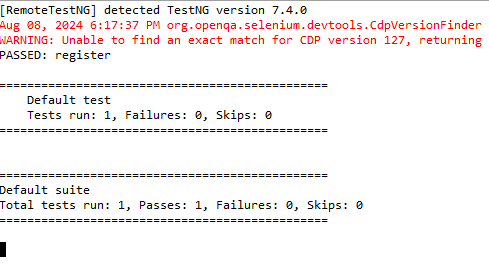 [RemoteTestNG] detected TestNG version 7.4.0
Aug 08, 2024 6:17:37 PM org.openqa.selenium.devtools.CdpVersionFinder
WARNING: Unable to find an exact match for CDP version 127, returning
PASSED: register
===============================================
    Default test
    Tests run: 1, Failures: 0, Skips: 0
===============================================
===============================================
Default suite
Total tests run: 1, Passes: 1, Failures: 0, Skips: 0
===============================================